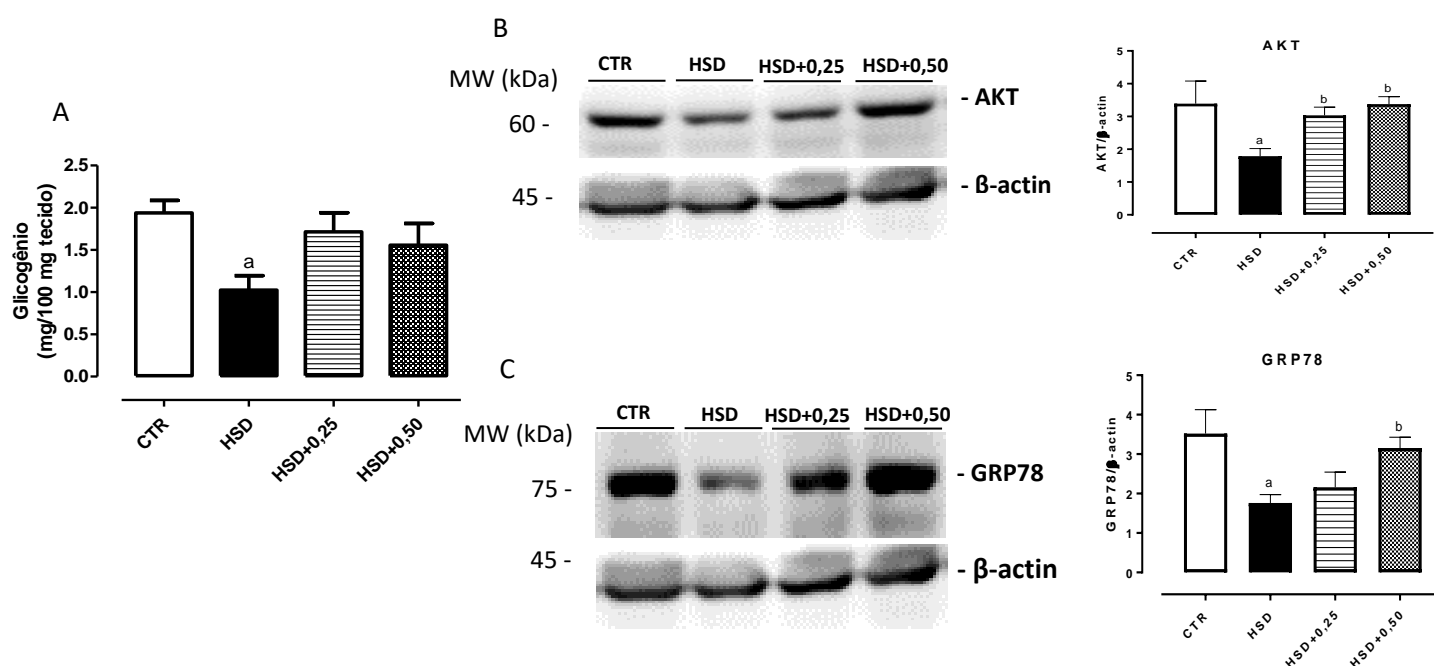 A
Glicogênio
(mg/100 mg tecido)
2.5
2.0
1.5
1.0
0.5
0.0
a
CTR
HSD
HSD+0,25
HSD+0,50
B
MW (kDa)
CTR
HSD
HSD+0,25
HSD+0,50
60 -
- AKT
45 -
- ß-actin
AKT
AKT/β-actin
5
4
3
2
1
0
a
b
b
CTR
HSD
HSD+0,25
HSD+0,50
C
MW (kDa)
CTR
HSD
HSD+0,25
HSD+0,50
75 -
- GRP78
45 -
- β-actin
GRP78
GRP78/β-actin
5
4
3
2
1
0
a
b
CTR
HSD
HSD+0,25
HSD+0,50